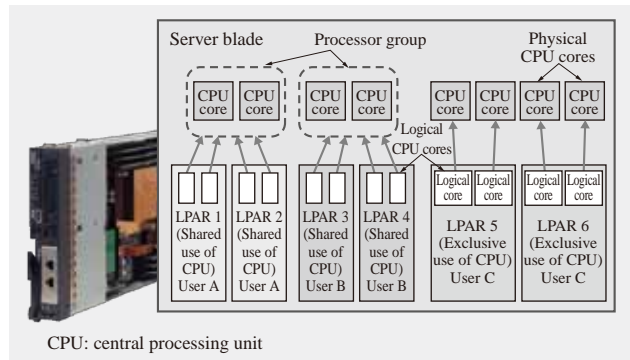 Server blade
Processor group
Physical
CPU cores
CPU
core
CPU
core
CPU
core
CPU
core
CPU
core
CPU
core
CPU
core
CPU
core
Logical
CPU cores
LPAR 1
(Shared
use of
CPU)
User A
LPAR 2
(Shared
use of
CPU)
User A
LPAR 3
(Shared
use of
CPU)
User B
LPAR 4
(Shared
use of
CPU)
User B
Logical
core
Logical
core
LPAR 5
(Exclusive
use of CPU)
User C
Logical
core
Logical
core
LPAR 6
(Exclusive
use of CPU)
User C
CPU: central processing unit